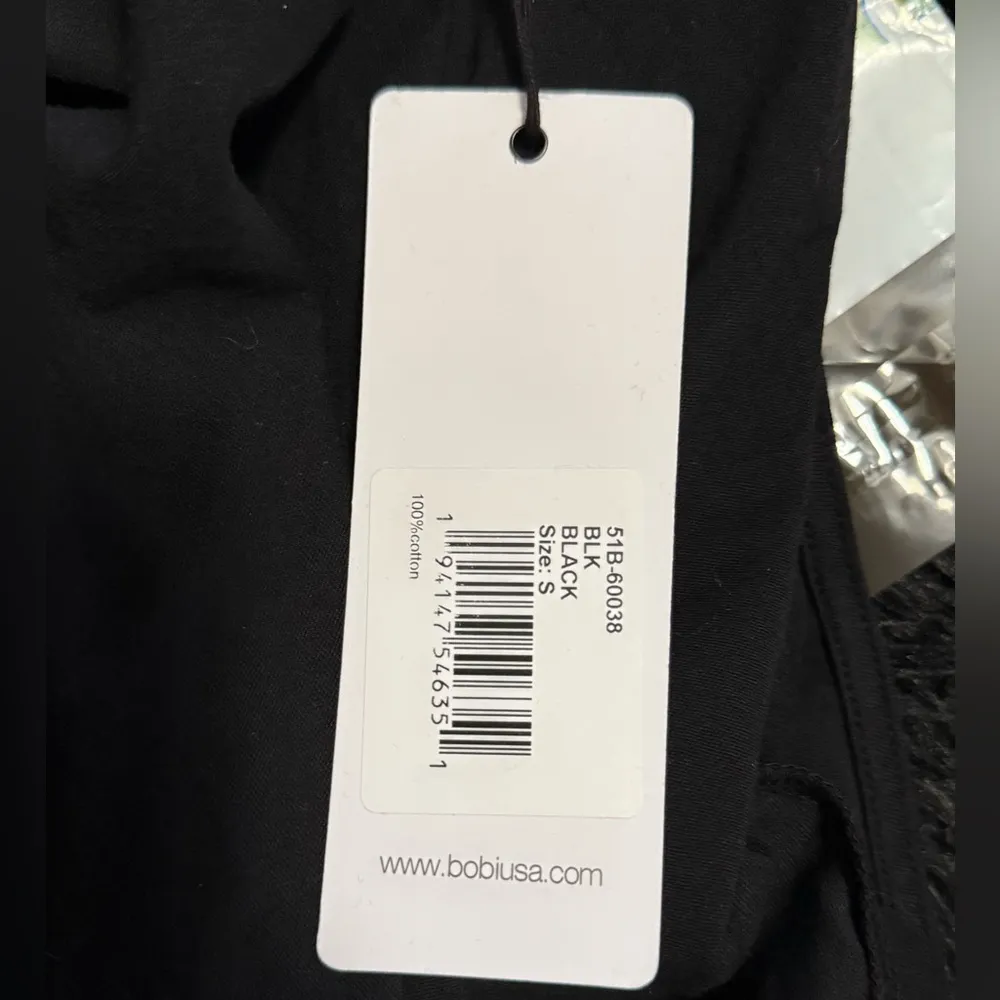 51B-60038
BLK
BLACK
Size: S
1 94147 54635 1
100%cotton
www.bobiusa.com